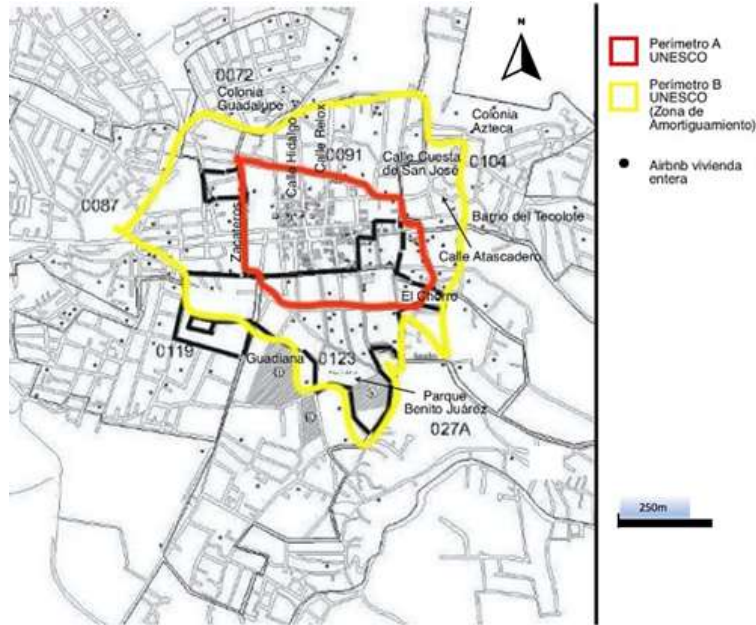 N
Perimetro A
UNESCO
Perimetro B
UNESCO
(Zona de
Amortiguamiento)
Airbnb vivienda
entera
0072
Colonia
Guadalupe
Colonia
Azteca
Calle Hidalgo
Calle Relox
0091
Calle Cuesta
de San José
0104
0087
Zacateros
Barrio del Tecolote
Calle Atascadero
El Chorro
0119
Guadiana
0123
Parque
Benito Juárez
027A
250m